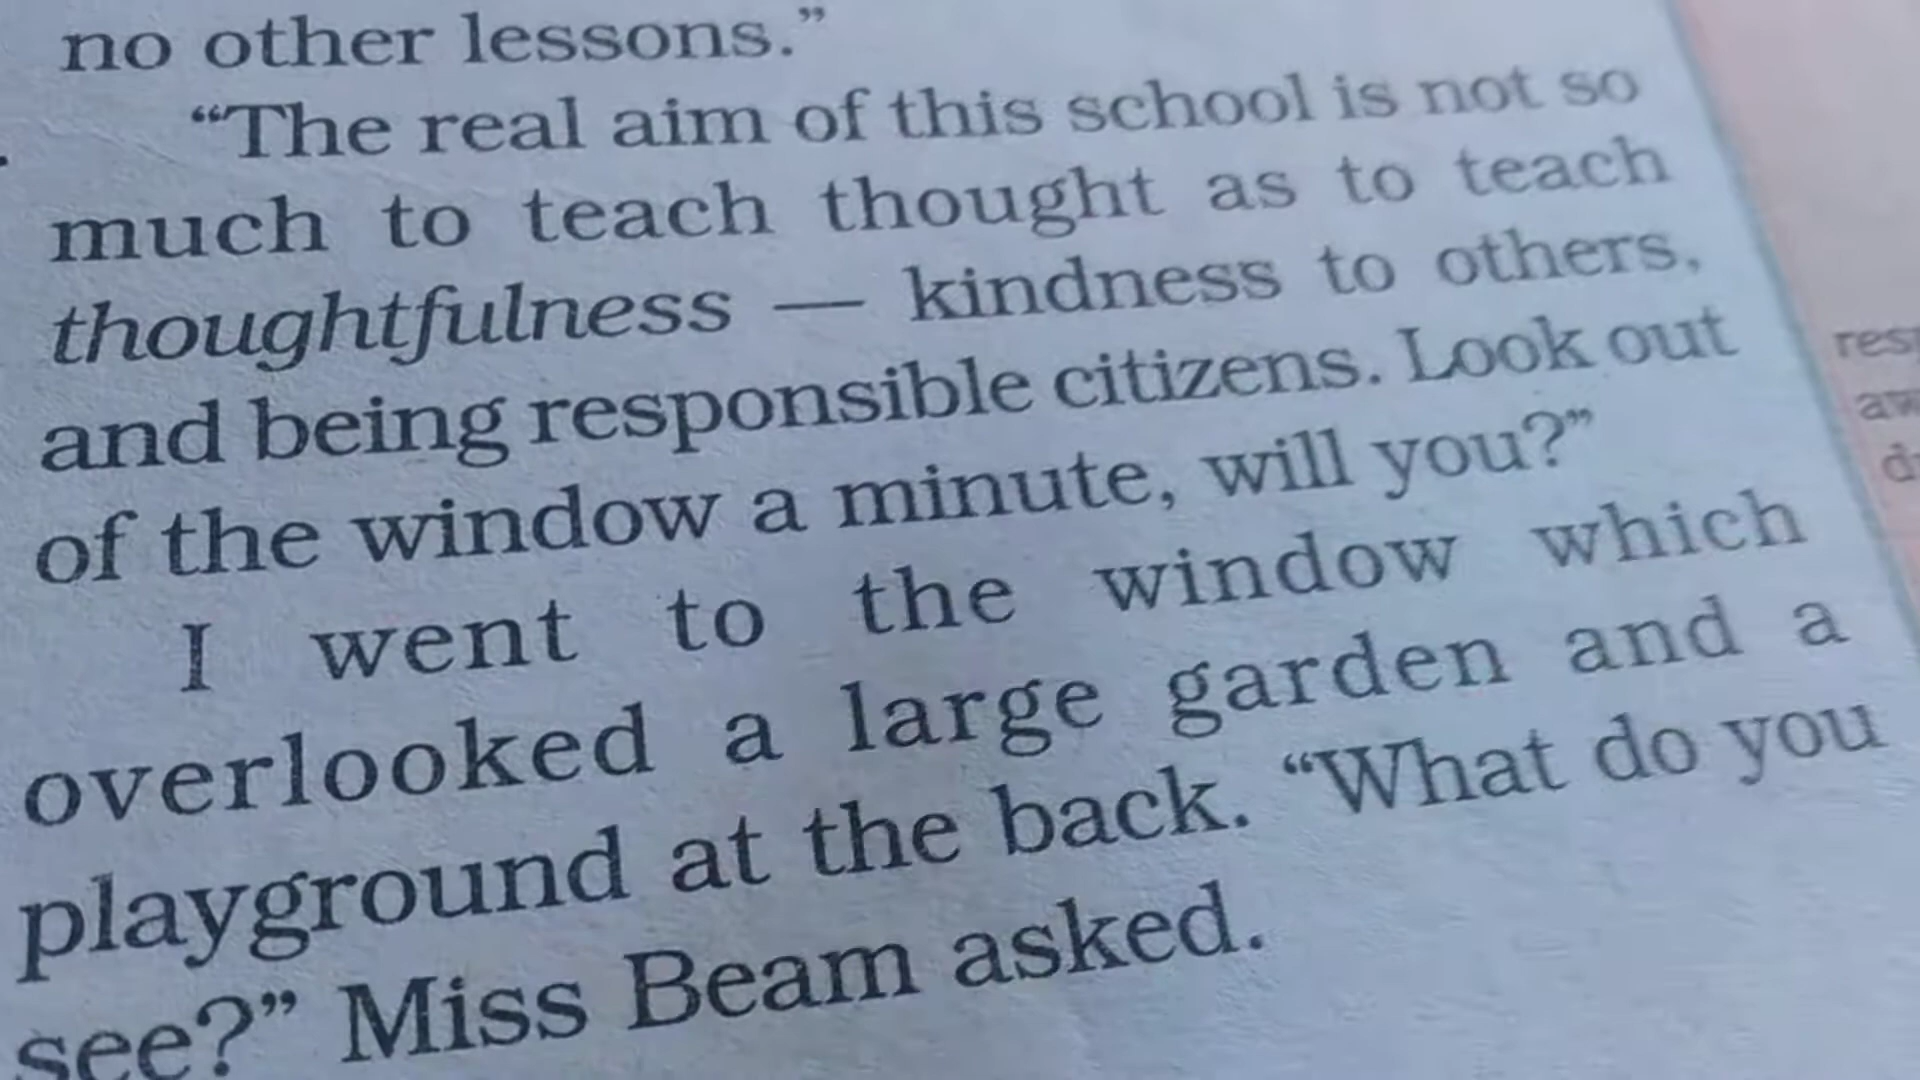 no other lessons.”
“The real aim of this school is not so
much to teach thought as to teach
thoughtfulness — kindness to others,
and being responsible citizens. Look out
of the window a minute, will you?”
I went to the window which
overlooked a large garden and a
playground at the back. “What do you
see?” Miss Beam asked.